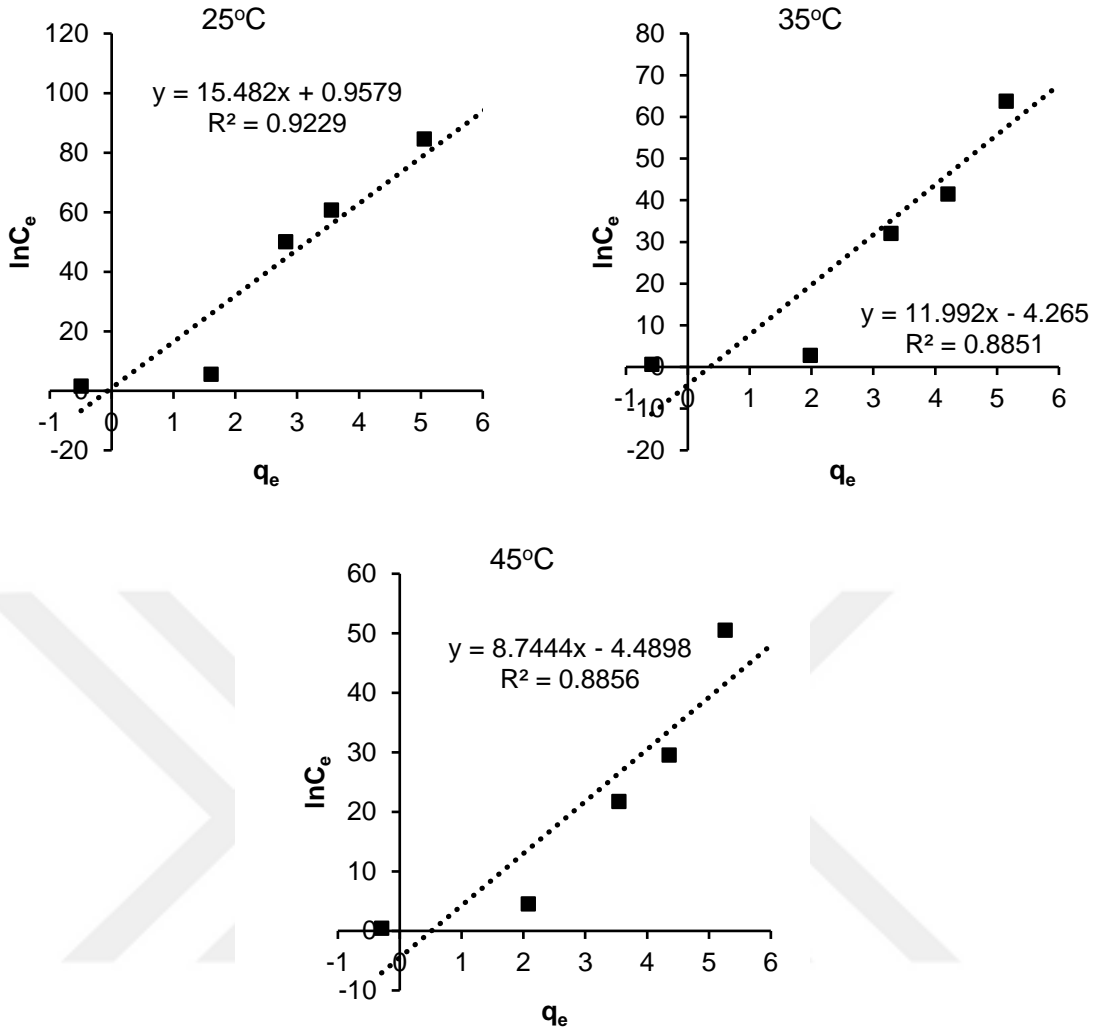 25°C
120
100
80
60
40
20
0
-20
-1 0 1 2 3 4 5 6
y = 15.482x + 0.9579
R² = 0.9229
lnCₑ
qₑ
35°C
80
70
60
50
40
30
20
10
0
-10
-20
-1 0 1 2 3 4 5 6
y = 11.992x - 4.265
R² = 0.8851
lnCₑ
qₑ
45°C
60
50
40
30
20
10
0
-10
-1 0 1 2 3 4 5 6
y = 8.7444x - 4.4898
R² = 0.8856
lnCₑ
qₑ